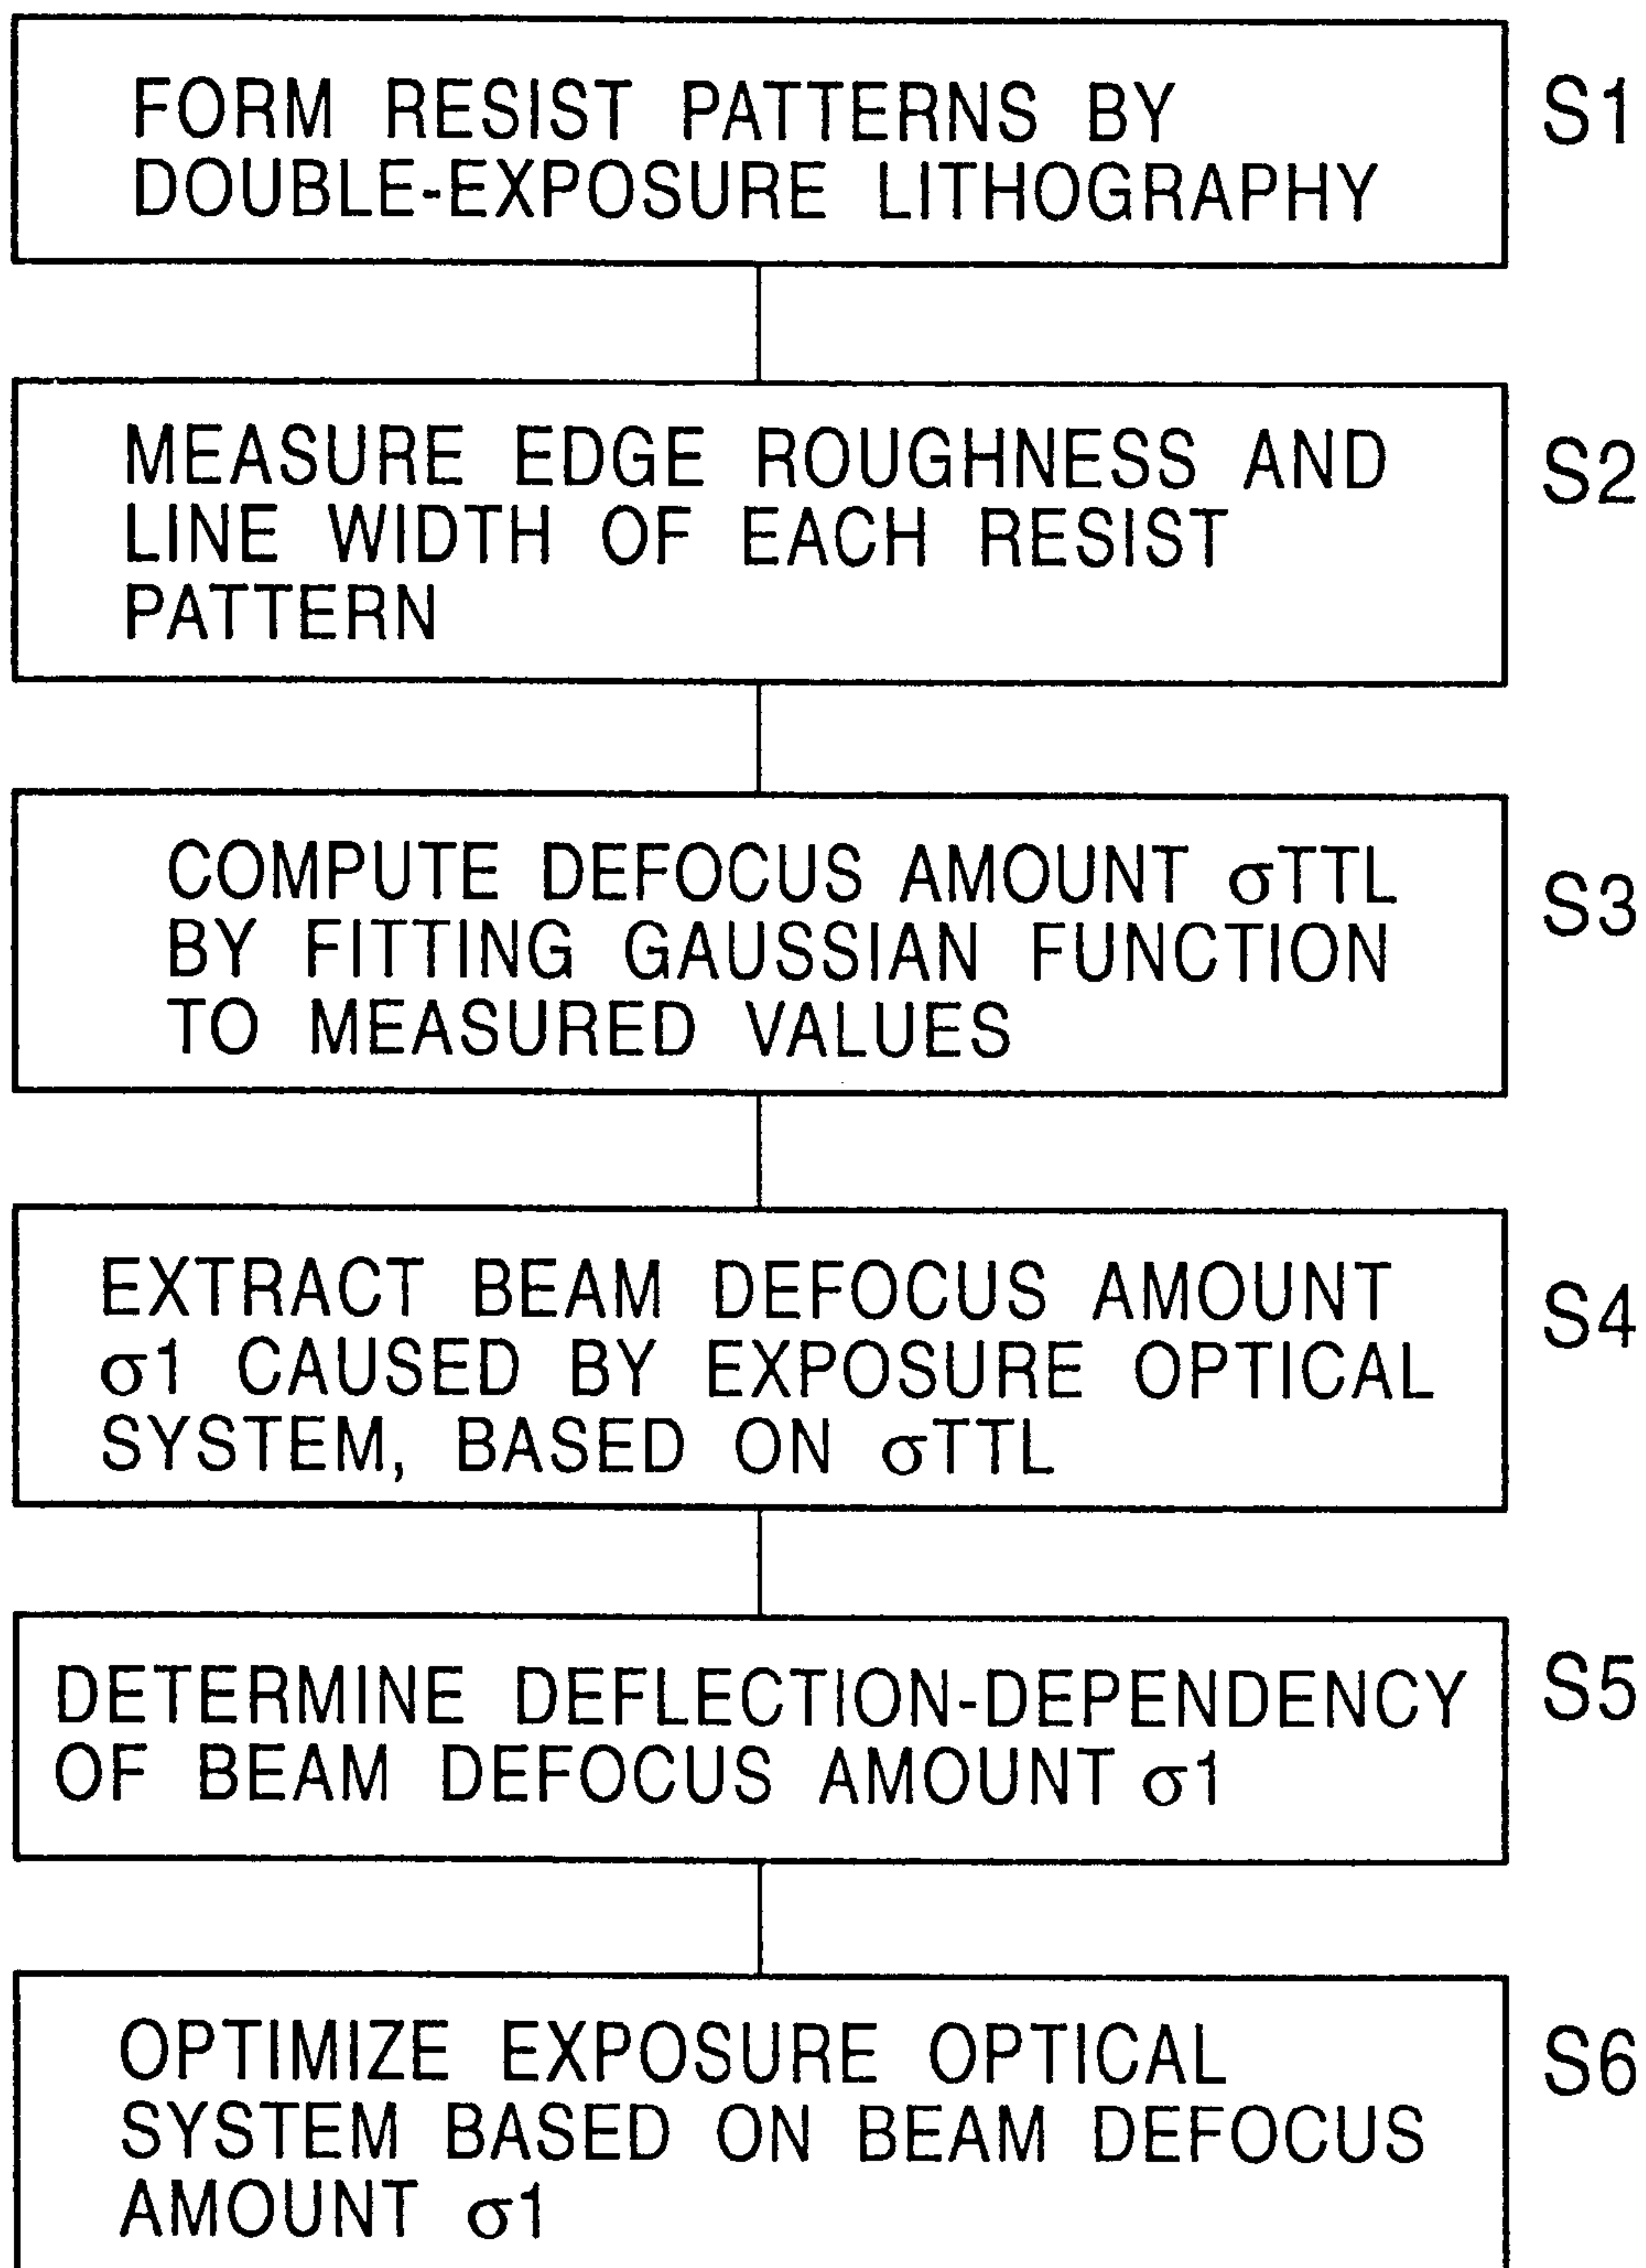 FORM RESIST PATTERNS BY
DOUBLE-EXPOSURE LITHOGRAPHY
S1
MEASURE EDGE ROUGHNESS AND
LINE WIDTH OF EACH RESIST
PATTERN
S2
COMPUTE DEFOCUS AMOUNT σTTL
BY FITTING GAUSSIAN FUNCTION
TO MEASURED VALUES
S3
EXTRACT BEAM DEFOCUS AMOUNT
σ1 CAUSED BY EXPOSURE OPTICAL
SYSTEM, BASED ON σTTL
S4
DETERMINE DEFLECTION-DEPENDENCY
OF BEAM DEFOCUS AMOUNT σ1
S5
OPTIMIZE EXPOSURE OPTICAL
SYSTEM BASED ON BEAM DEFOCUS
AMOUNT σ1
S6